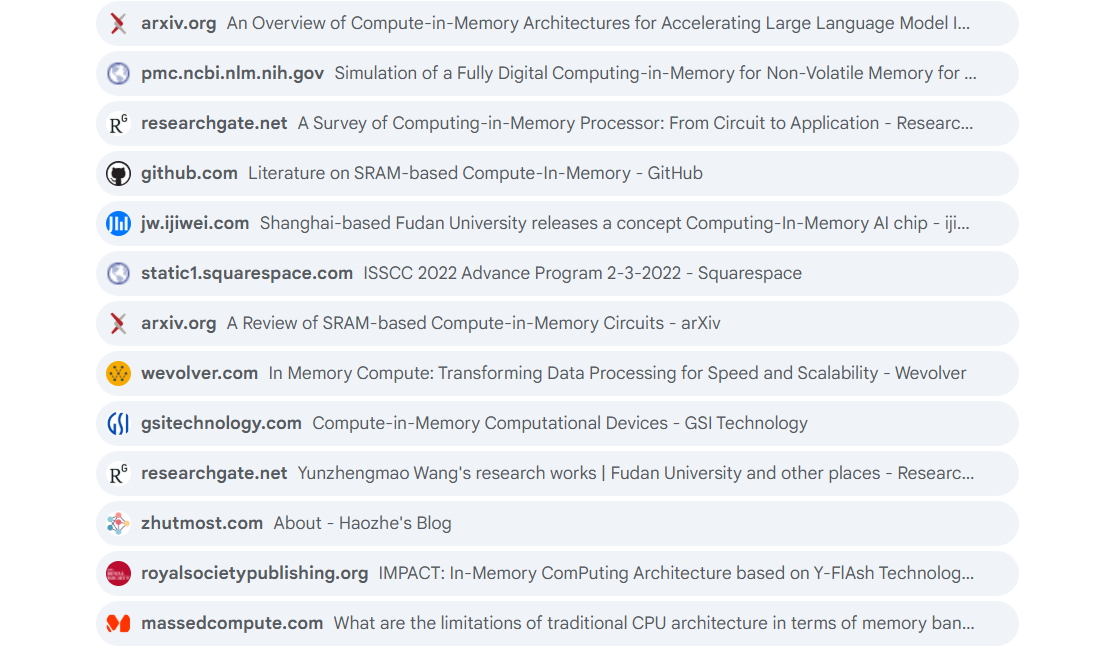 arxiv.org An Overview of Compute-in-Memory Architectures for Accelerating Large Language Model I...
pmc.ncbi.nlm.nih.gov Simulation of a Fully Digital Computing-in-Memory for Non-Volatile Memory for ...
RG researchgate.net A Survey of Computing-in-Memory Processor: From Circuit to Application - Researc...
github.com Literature on SRAM-based Compute-In-Memory - GitHub
jw.ijiwei.com Shanghai-based Fudan University releases a concept Computing-In-Memory AI chip - iji...
static1.squarespace.com ISSCC 2022 Advance Program 2-3-2022 - Squarespace
arxiv.org A Review of SRAM-based Compute-in-Memory Circuits - arXiv
wevolver.com In Memory Compute: Transforming Data Processing for Speed and Scalability - Wevolver
GSI gsitechnology.com Compute-in-Memory Computational Devices - GSI Technology
RG researchgate.net Yunzhengmao Wang's research works | Fudan University and other places - Researc...
zhutmost.com About - Haozhe's Blog
royalsocietypublishing.org IMPACT: In-Memory ComPuting Architecture based on Y-FlAsh Technolog...
massedcompute.com What are the limitations of traditional CPU architecture in terms of memory ban...